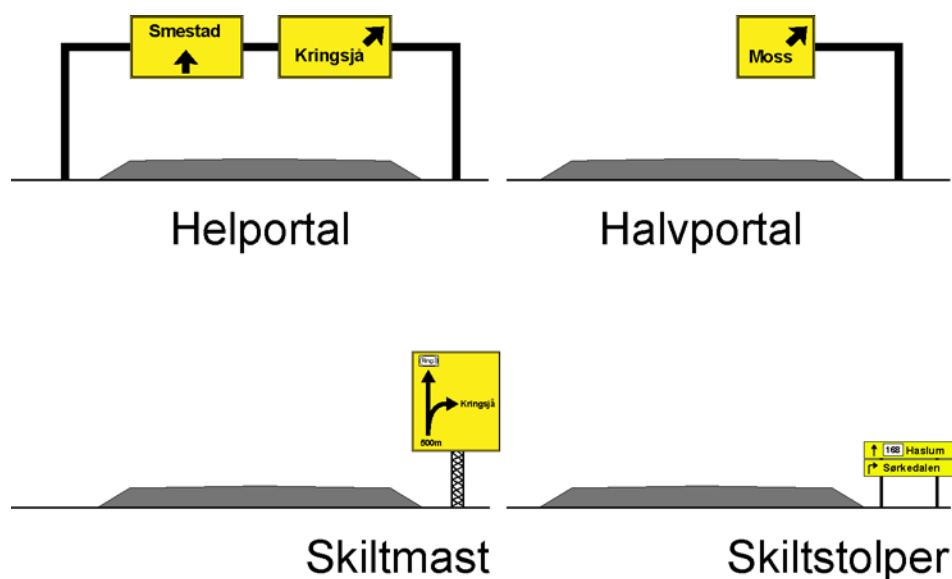 Smestad
Kringsjå
Moss
Helportal
Halvportal
Ring 3
Kringsjå
500m
168 Haslum
Sørkedalen
Skiltmast
Skiltstolper